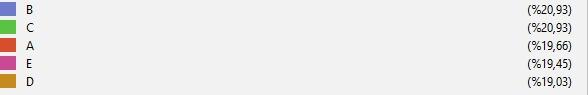 B (%20,93)
C (%20,93)
A (%19,66)
E (%19,45)
D (%19,03)